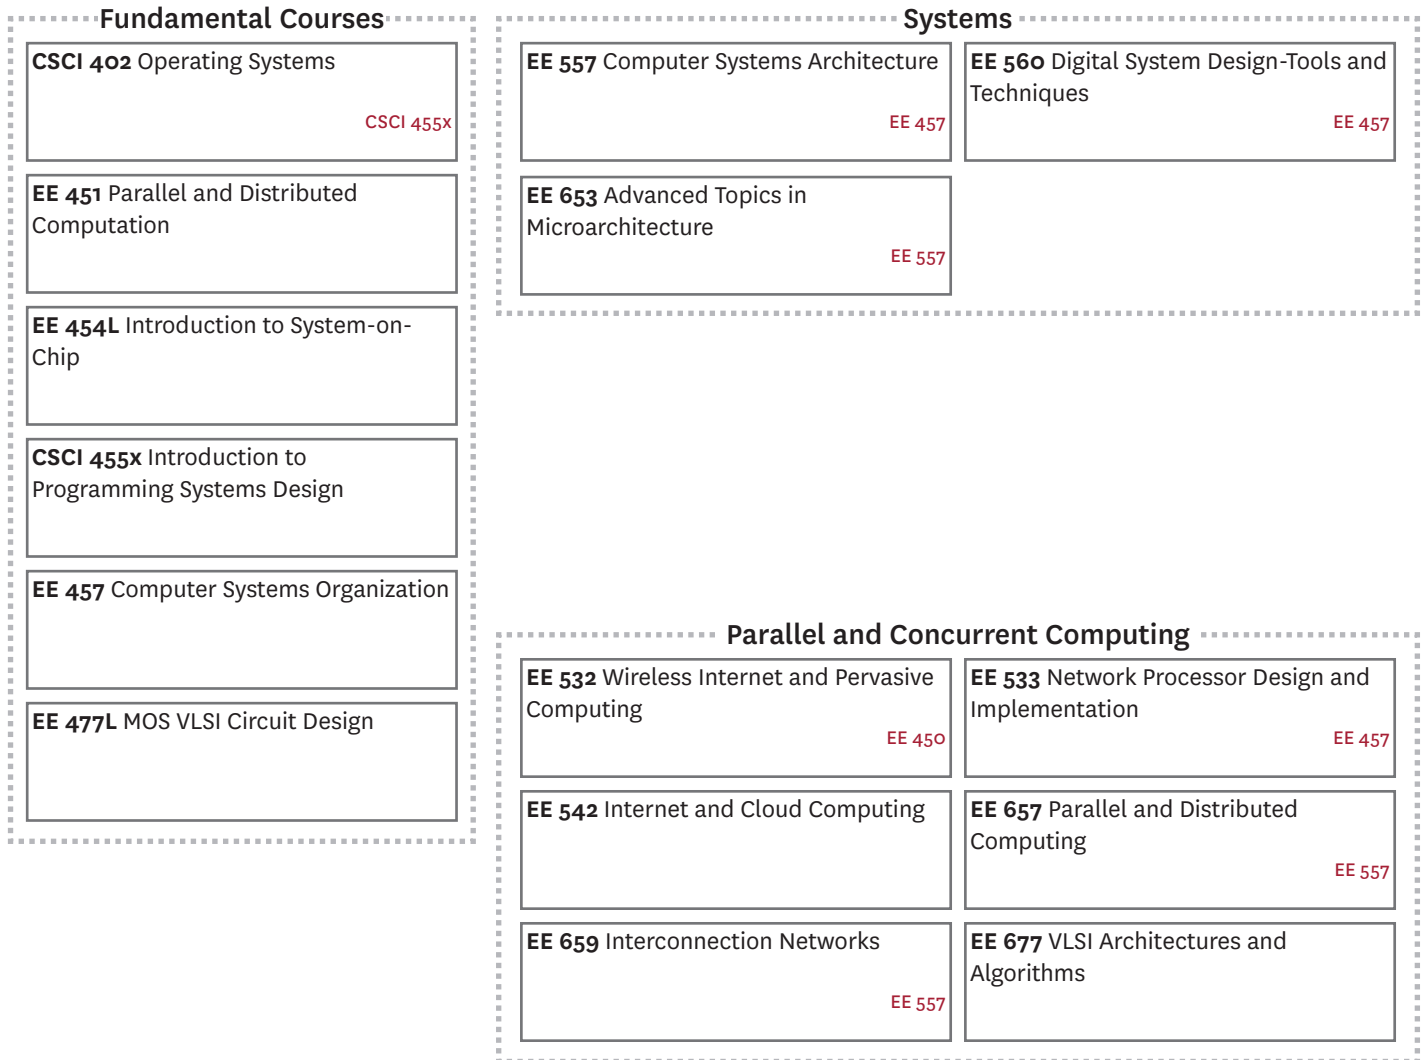 Fundamental Courses
CSCI 402 Operating Systems
CSCI 455x
EE 451 Parallel and Distributed
Computation
EE 454L Introduction to System-on-
Chip
CSCI 455x Introduction to
Programming Systems Design
EE 457 Computer Systems Organization
EE 477L MOS VLSI Circuit Design
Systems
EE 557 Computer Systems Architecture
EE 457
EE 560 Digital System Design-Tools and
Techniques
EE 457
EE 653 Advanced Topics in
Microarchitecture
EE 557
Parallel and Concurrent Computing
EE 532 Wireless Internet and Pervasive
Computing
EE 450
EE 533 Network Processor Design and
Implementation
EE 457
EE 542 Internet and Cloud Computing
EE 657 Parallel and Distributed
Computing
EE 557
EE 659 Interconnection Networks
EE 557
EE 677 VLSI Architectures and
Algorithms